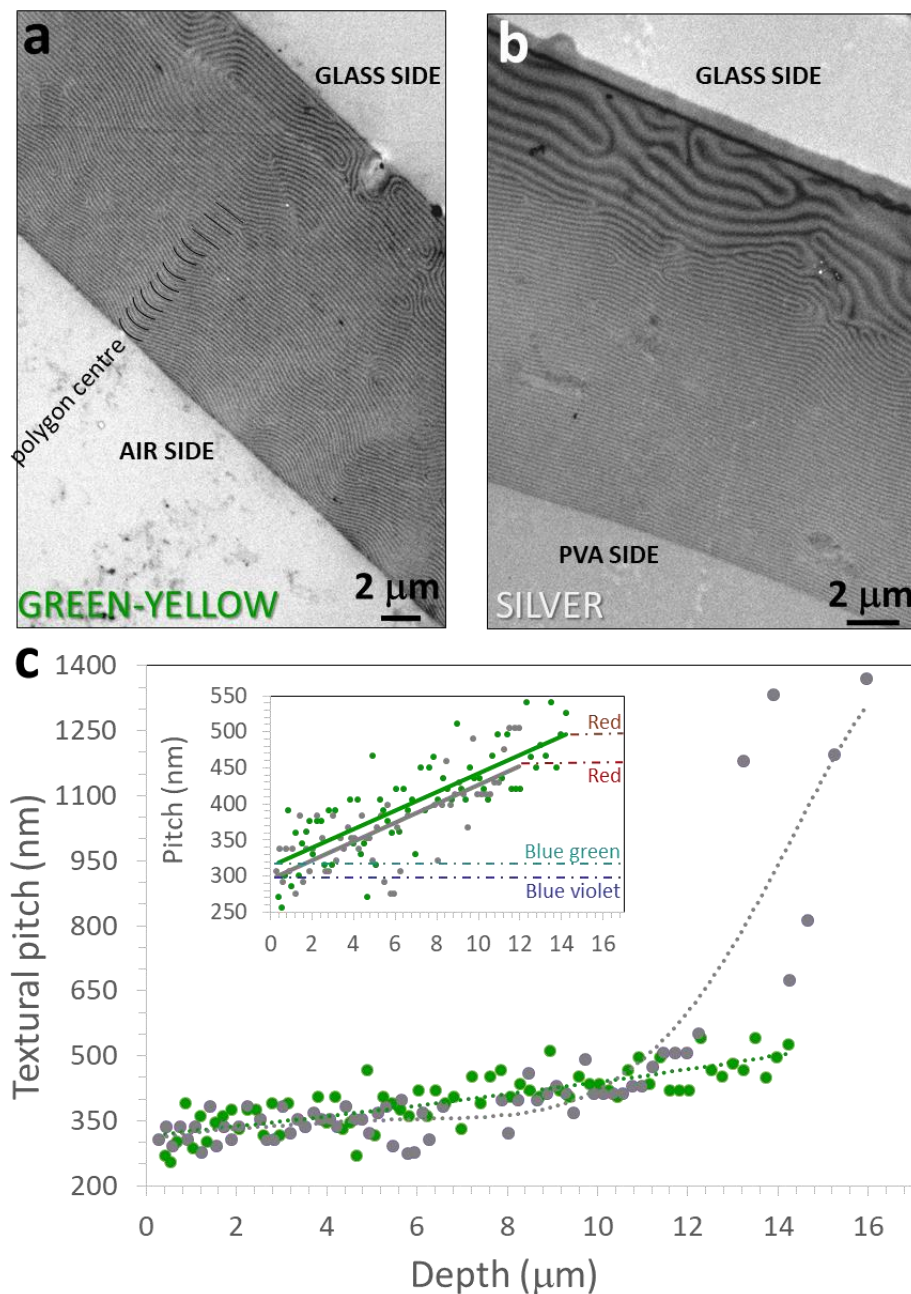 a
GLASS SIDE
polygon centre
AIR SIDE
GREEN-YELLOW
2 µm
b
GLASS SIDE
PVA SIDE
SILVER
2 µm
c
Textural pitch (nm)
1400
1250
1100
950
800
650
500
350
200
0 2 4 6 8 10 12 14 16
Depth (µm)
Pitch (nm)
550
500
450
400
350
300
250
0 2 4 6 8 10 12 14 16
Red
Red
Blue green
Blue violet